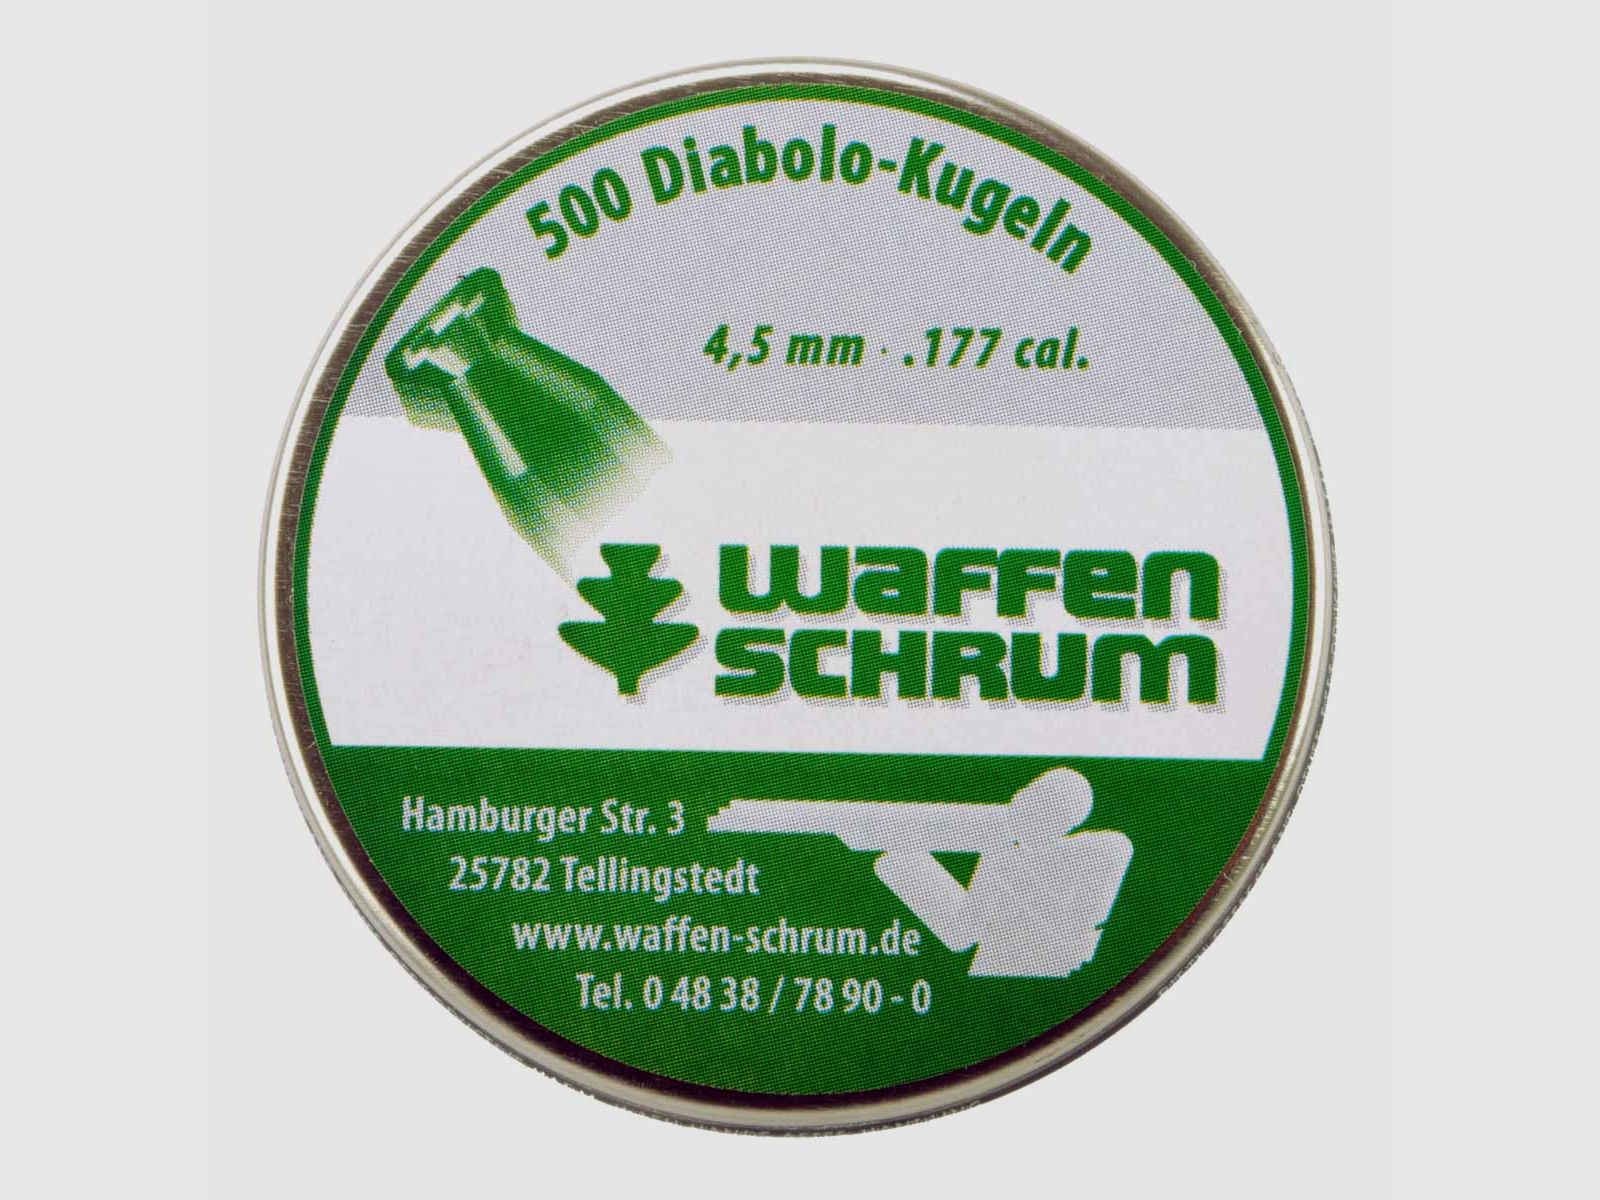 500 Diabolo-Kugeln
4,5 mm · .177 cal.
waffen
SCHRUM
Hamburger Str. 3
25782 Tellingstedt
www.waffen-schrum.de
Tel. 0 48 38 / 78 90 - 0